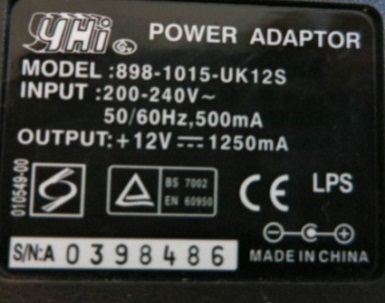 YHi POWER ADAPTOR
MODEL :898-1015-UK12S
INPUT :200-240V~
50/60Hz,500mA
OUTPUT:+12V⎓1250mA
010549-00
BS 7002
EN 60950
CE LPS
S/N:A 0398486
MADE IN CHINA